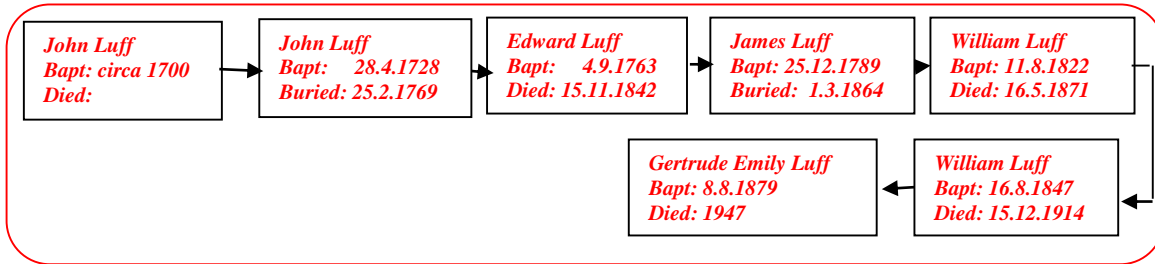 John Luff
Bapt: circa 1700
Died:
John Luff
Bapt: 28.4.1728
Buried: 25.2.1769
Edward Luff
Bapt: 4.9.1763
Died: 15.11.1842
James Luff
Bapt: 25.12.1789
Buried: 1.3.1864
William Luff
Bapt: 11.8.1822
Died: 16.5.1871
Gertrude Emily Luff
Bapt: 8.8.1879
Died: 1947
William Luff
Bapt: 16.8.1847
Died: 15.12.1914